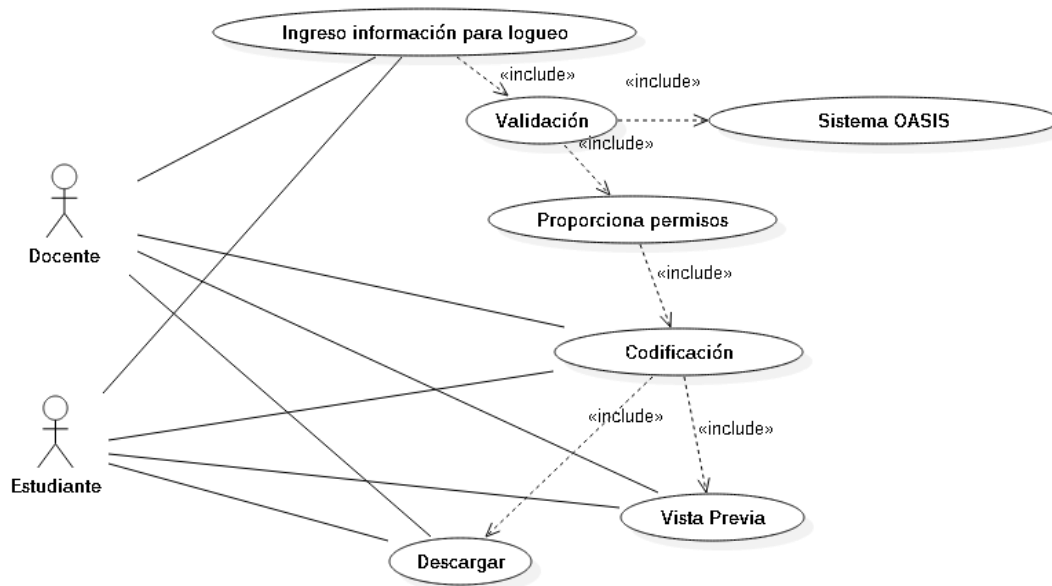 Ingreso información para logueo
«include»
«include»
Validación
Sistema OASIS
«include»
Proporciona permisos
Docente
«include»
Codificación
«include»
«include»
Estudiante
Vista Previa
Descargar